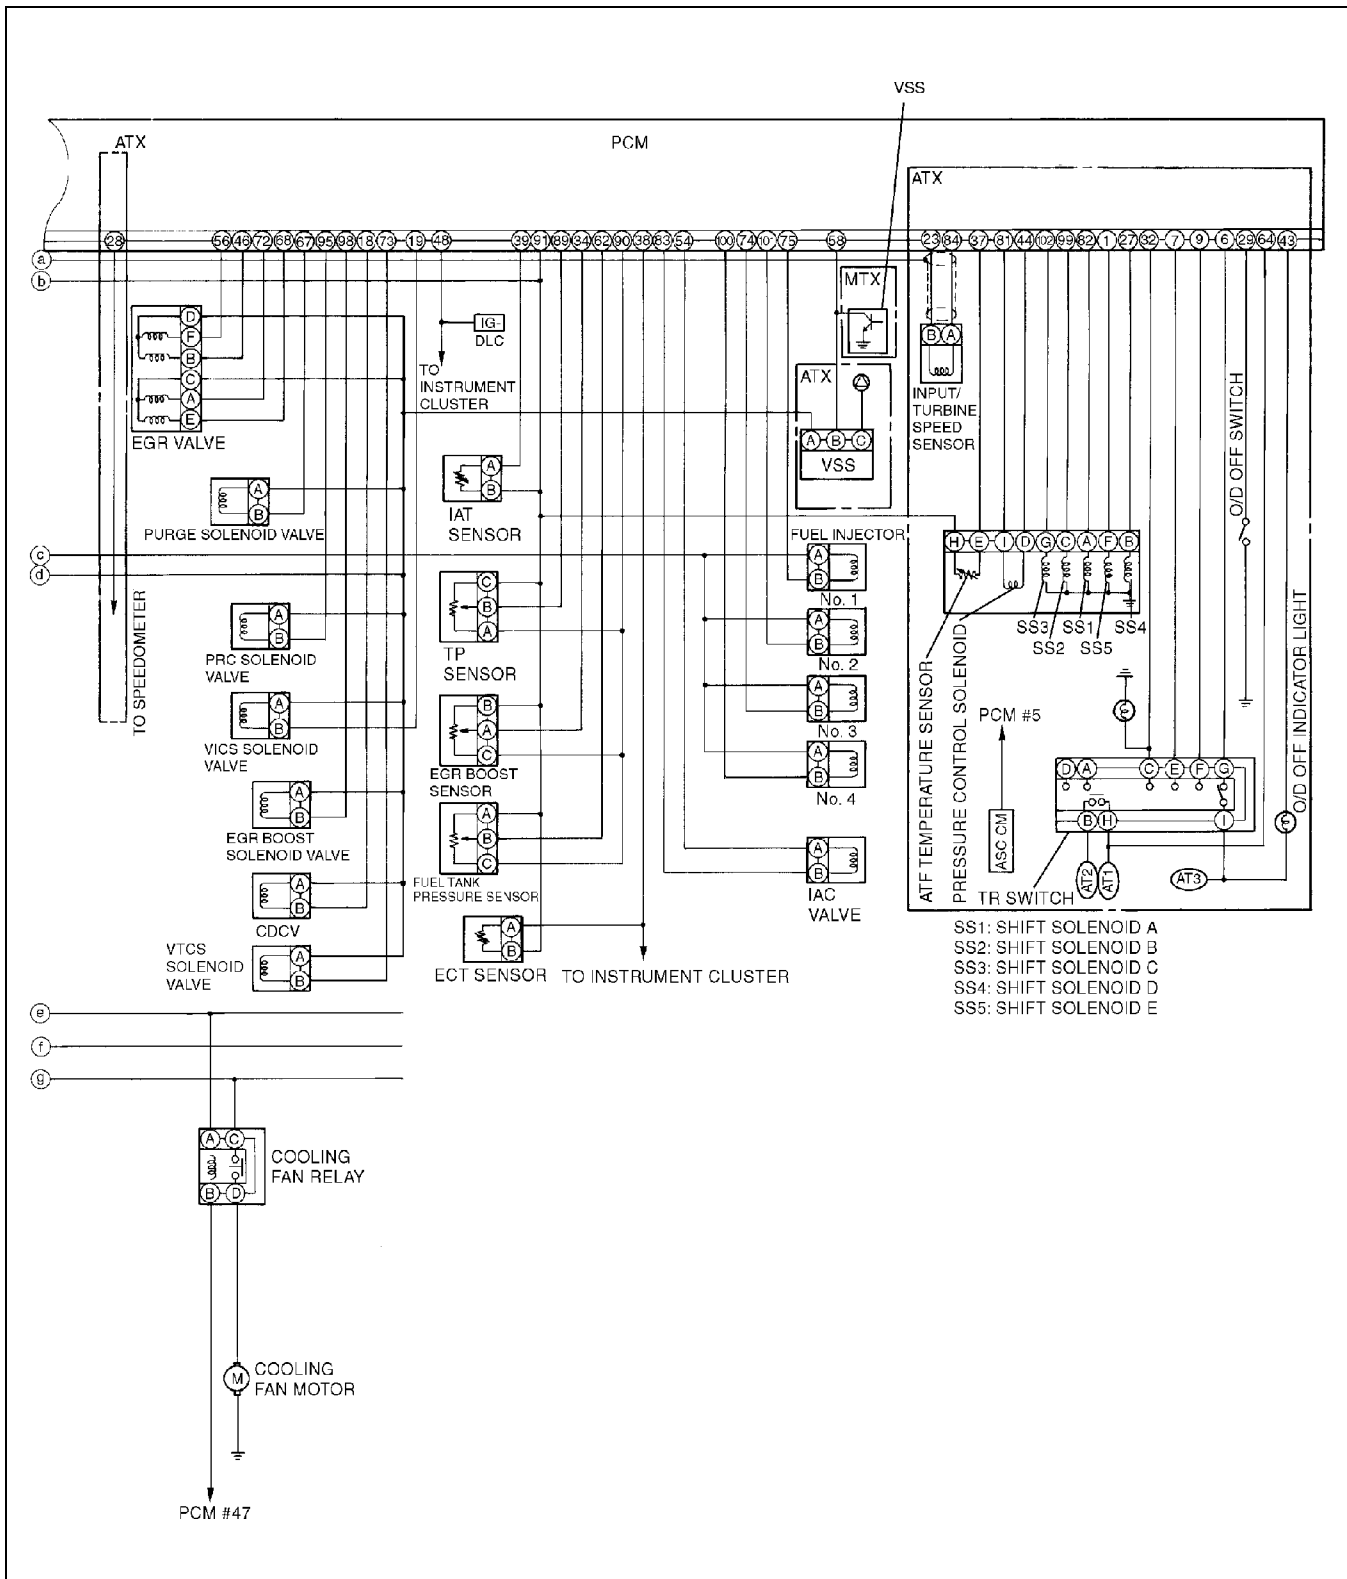 VSS
ATX
PCM
ATX
28 56 46 72 68 67 95 98 18 73 19 48 39 91 89 34 62 90 38 83 54 100 74 101 75 58 23 84 37 81 44 102 99 82 1 27 32 7 9 6 29 64 43
a
b
MTX
D
F
B
C
A
E
EGR VALVE
IG-
DLC
TO
INSTRUMENT
CLUSTER
B A
INPUT/
TURBINE
SPEED
SENSOR
ATX
A B C
VSS
O/D OFF SWITCH
A
B
IAT
SENSOR
A
B
PURGE SOLENOID VALVE
c
d
FUEL INJECTOR
A
B
No. 1
A
B
No. 2
A
B
No. 3
A
B
No. 4
H E I D G C A F B
SS3 SS1 SS4
SS2 SS5
C
B
A
TP
SENSOR
TO SPEEDOMETER
A
B
PRC SOLENOID
VALVE
A
B
VICS SOLENOID
VALVE
B
A
C
EGR BOOST
SENSOR
ATF TEMPERATURE SENSOR
PRESSURE CONTROL SOLENOID
PCM #5
ASC CM
O/D OFF INDICATOR LIGHT
D A C E F G
B H I
AT2 AT1 AT3
TR SWITCH
A
B
EGR BOOST
SOLENOID VALVE
A
B
C
FUEL TANK
PRESSURE SENSOR
A
B
IAC
VALVE
A
B
CDCV
A
B
ECT SENSOR
TO INSTRUMENT CLUSTER
VTCS
SOLENOID
VALVE
A
B
SS1: SHIFT SOLENOID A
SS2: SHIFT SOLENOID B
SS3: SHIFT SOLENOID C
SS4: SHIFT SOLENOID D
SS5: SHIFT SOLENOID E
e
f
g
A C
B D
COOLING
FAN RELAY
M
COOLING
FAN MOTOR
PCM #47